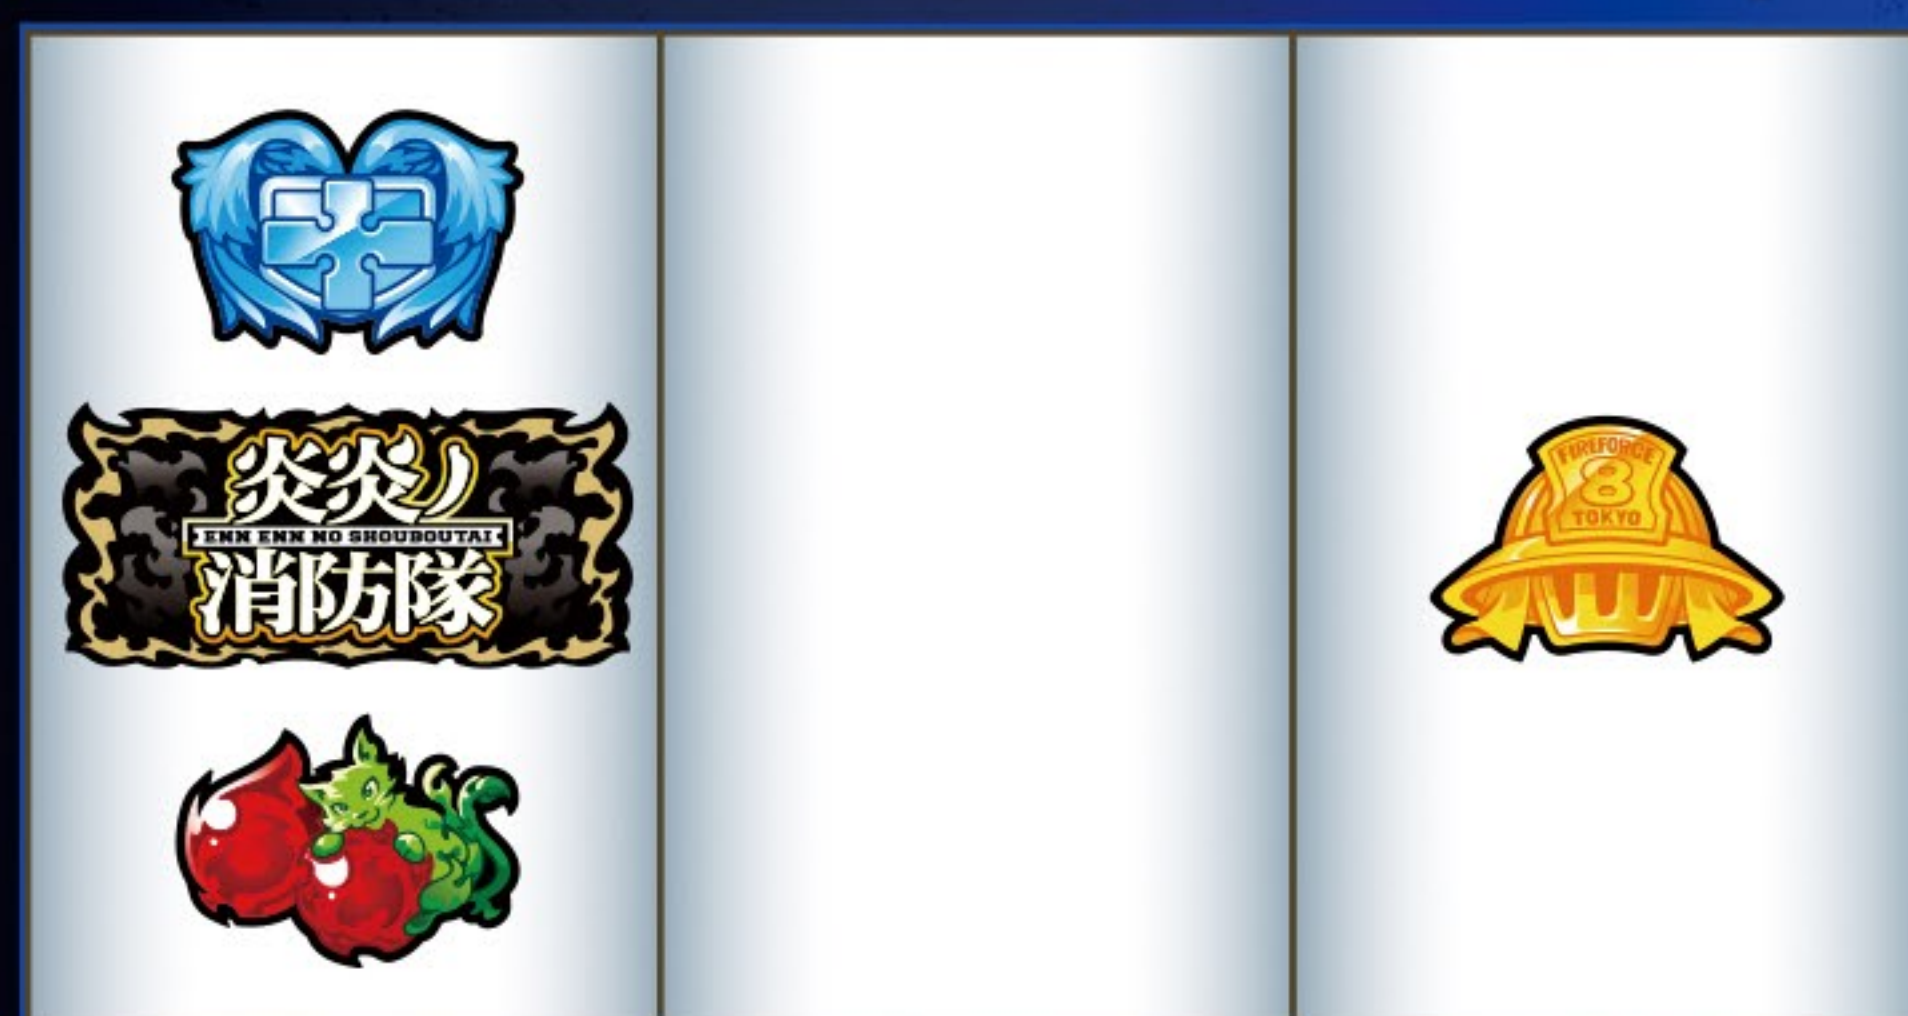 炎炎ノ
ENN ENN NO SHOUBOUTAI
消防隊
FIREFORCE
8
TOKYO